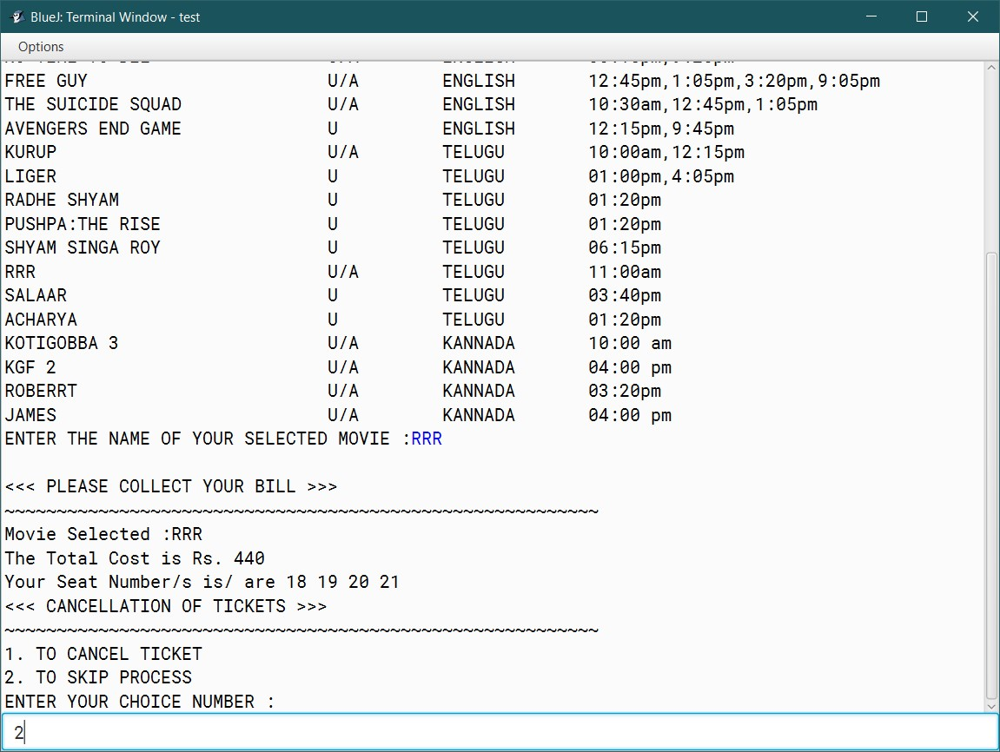 BlueJ: Terminal Window - test
Options
FREE GUY U/A ENGLISH 12:45pm,1:05pm,3:20pm,9:05pm
THE SUICIDE SQUAD U/A ENGLISH 10:30am,12:45pm,1:05pm
AVENGERS END GAME U ENGLISH 12:15pm,9:45pm
KURUP U/A TELUGU 10:00am,12:15pm
LIGER U TELUGU 01:00pm,4:05pm
RADHE SHYAM U TELUGU 01:20pm
PUSHPA:THE RISE U TELUGU 01:20pm
SHYAM SINGA ROY U TELUGU 06:15pm
RRR U/A TELUGU 11:00am
SALAAR U TELUGU 03:40pm
ACHARYA U TELUGU 01:20pm
KOTIGOBBA 3 U/A KANNADA 10:00 am
KGF 2 U/A KANNADA 04:00 pm
ROBERRT U/A KANNADA 03:20pm
JAMES U/A KANNADA 04:00 pm
ENTER THE NAME OF YOUR SELECTED MOVIE :RRR
<<< PLEASE COLLECT YOUR BILL >>>
~~~~~~~~~~~~~~~~~~~~~~~~~~~~~~~~~~~~~~~~~~~~~~~~~~~~~~~~~
Movie Selected :RRR
The Total Cost is Rs. 440
Your Seat Number/s is/ are 18 19 20 21
<<< CANCELLATION OF TICKETS >>>
~~~~~~~~~~~~~~~~~~~~~~~~~~~~~~~~~~~~~~~~~~~~~~~~~~~~~~~~~
1. TO CANCEL TICKET
2. TO SKIP PROCESS
ENTER YOUR CHOICE NUMBER :
2